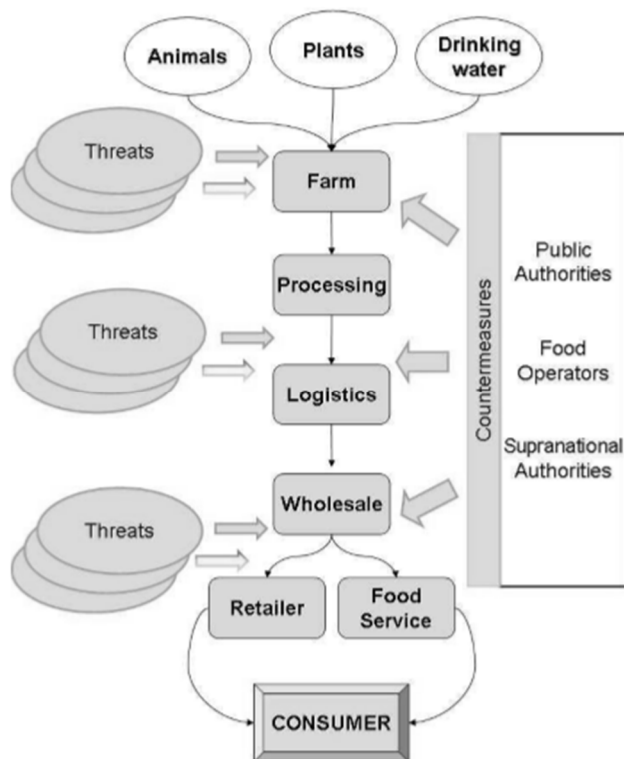 Animals
Plants
Drinking
water
Threats
Farm
Public
Authorities
Processing
Countermeasures
Threats
Food
Operators
Logistics
Supranational
Authorities
Wholesale
Threats
Retailer
Food
Service
CONSUMER